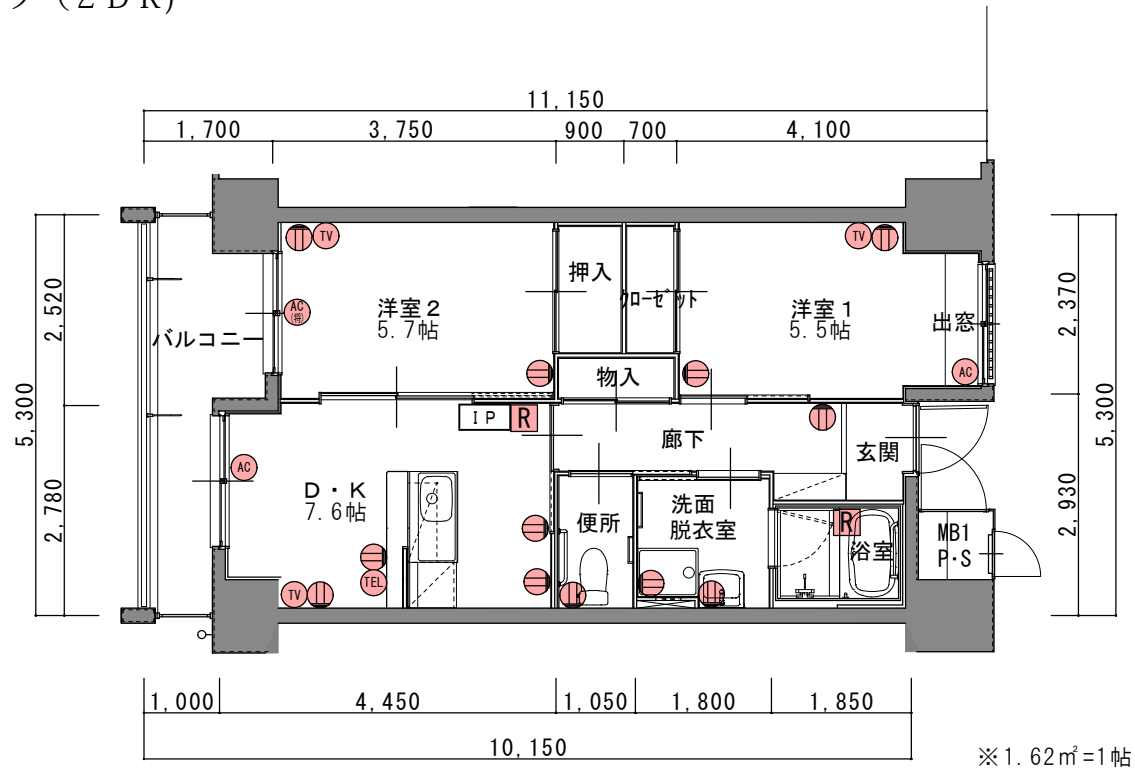 (2DK)
11,150
1,700
3,750
900
700
4,100
5,300
2,520
2,780
TV
TV
AC
(将)
バルコニー
洋室2
5.7帖
押入
クローゼット
洋室1
5.5帖
出窓
AC
物入
IP
R
廊下
玄関
AC
D・K
7.6帖
TEL
TV
便所
洗面
脱衣室
R
浴室
MB1
P・S
2,370
2,930
5,300
1,000
4,450
1,050
1,800
1,850
10,150
※1.62㎡=1帖